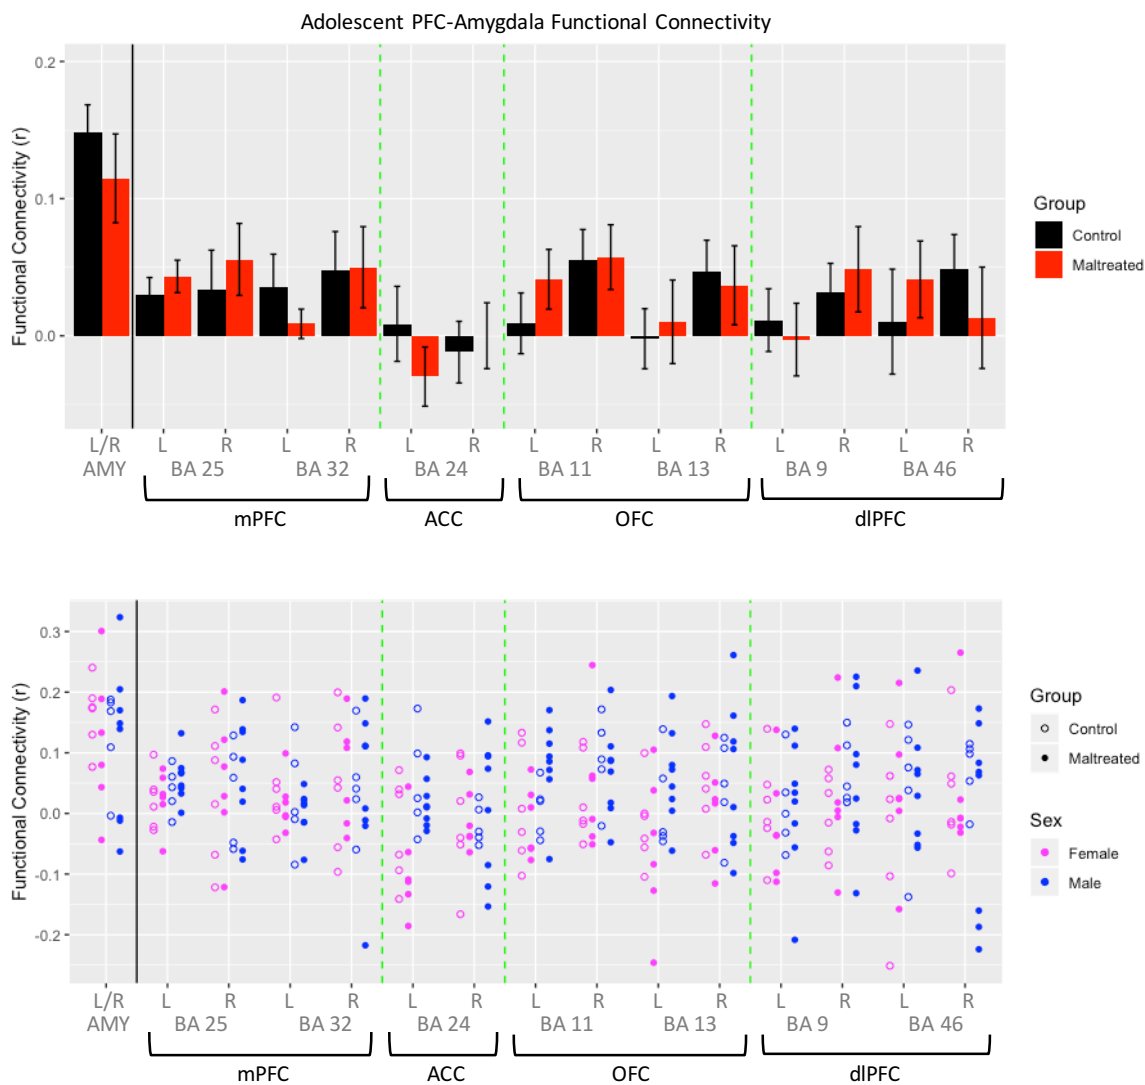 Adolescent PFC-Amygdala Functional Connectivity
0.2
0.1
0.0
Functional Connectivity (r)
Group
Control
Maltreated
L/R L R L R L R L R L R L R L R
AMY BA 25 BA 32 BA 24 BA 11 BA 13 BA 9 BA 46
mPFC ACC OFC dlPFC
0.3
0.2
0.1
0.0
-0.1
-0.2
Functional Connectivity (r)
Group
Control
Maltreated
Sex
Female
Male
L/R L R L R L R L R L R L R L R
AMY BA 25 BA 32 BA 24 BA 11 BA 13 BA 9 BA 46
mPFC ACC OFC dlPFC